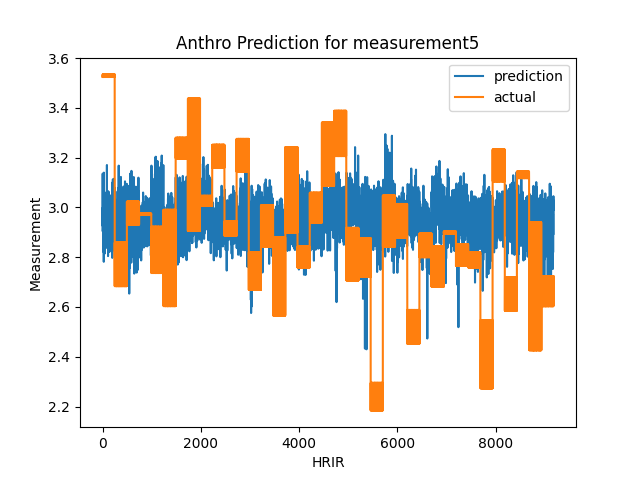 Anthro Prediction for measurement5
prediction
actual
Measurement
3.6
3.4
3.2
3.0
2.8
2.6
2.4
2.2
0
2000
4000
6000
8000
HRIR